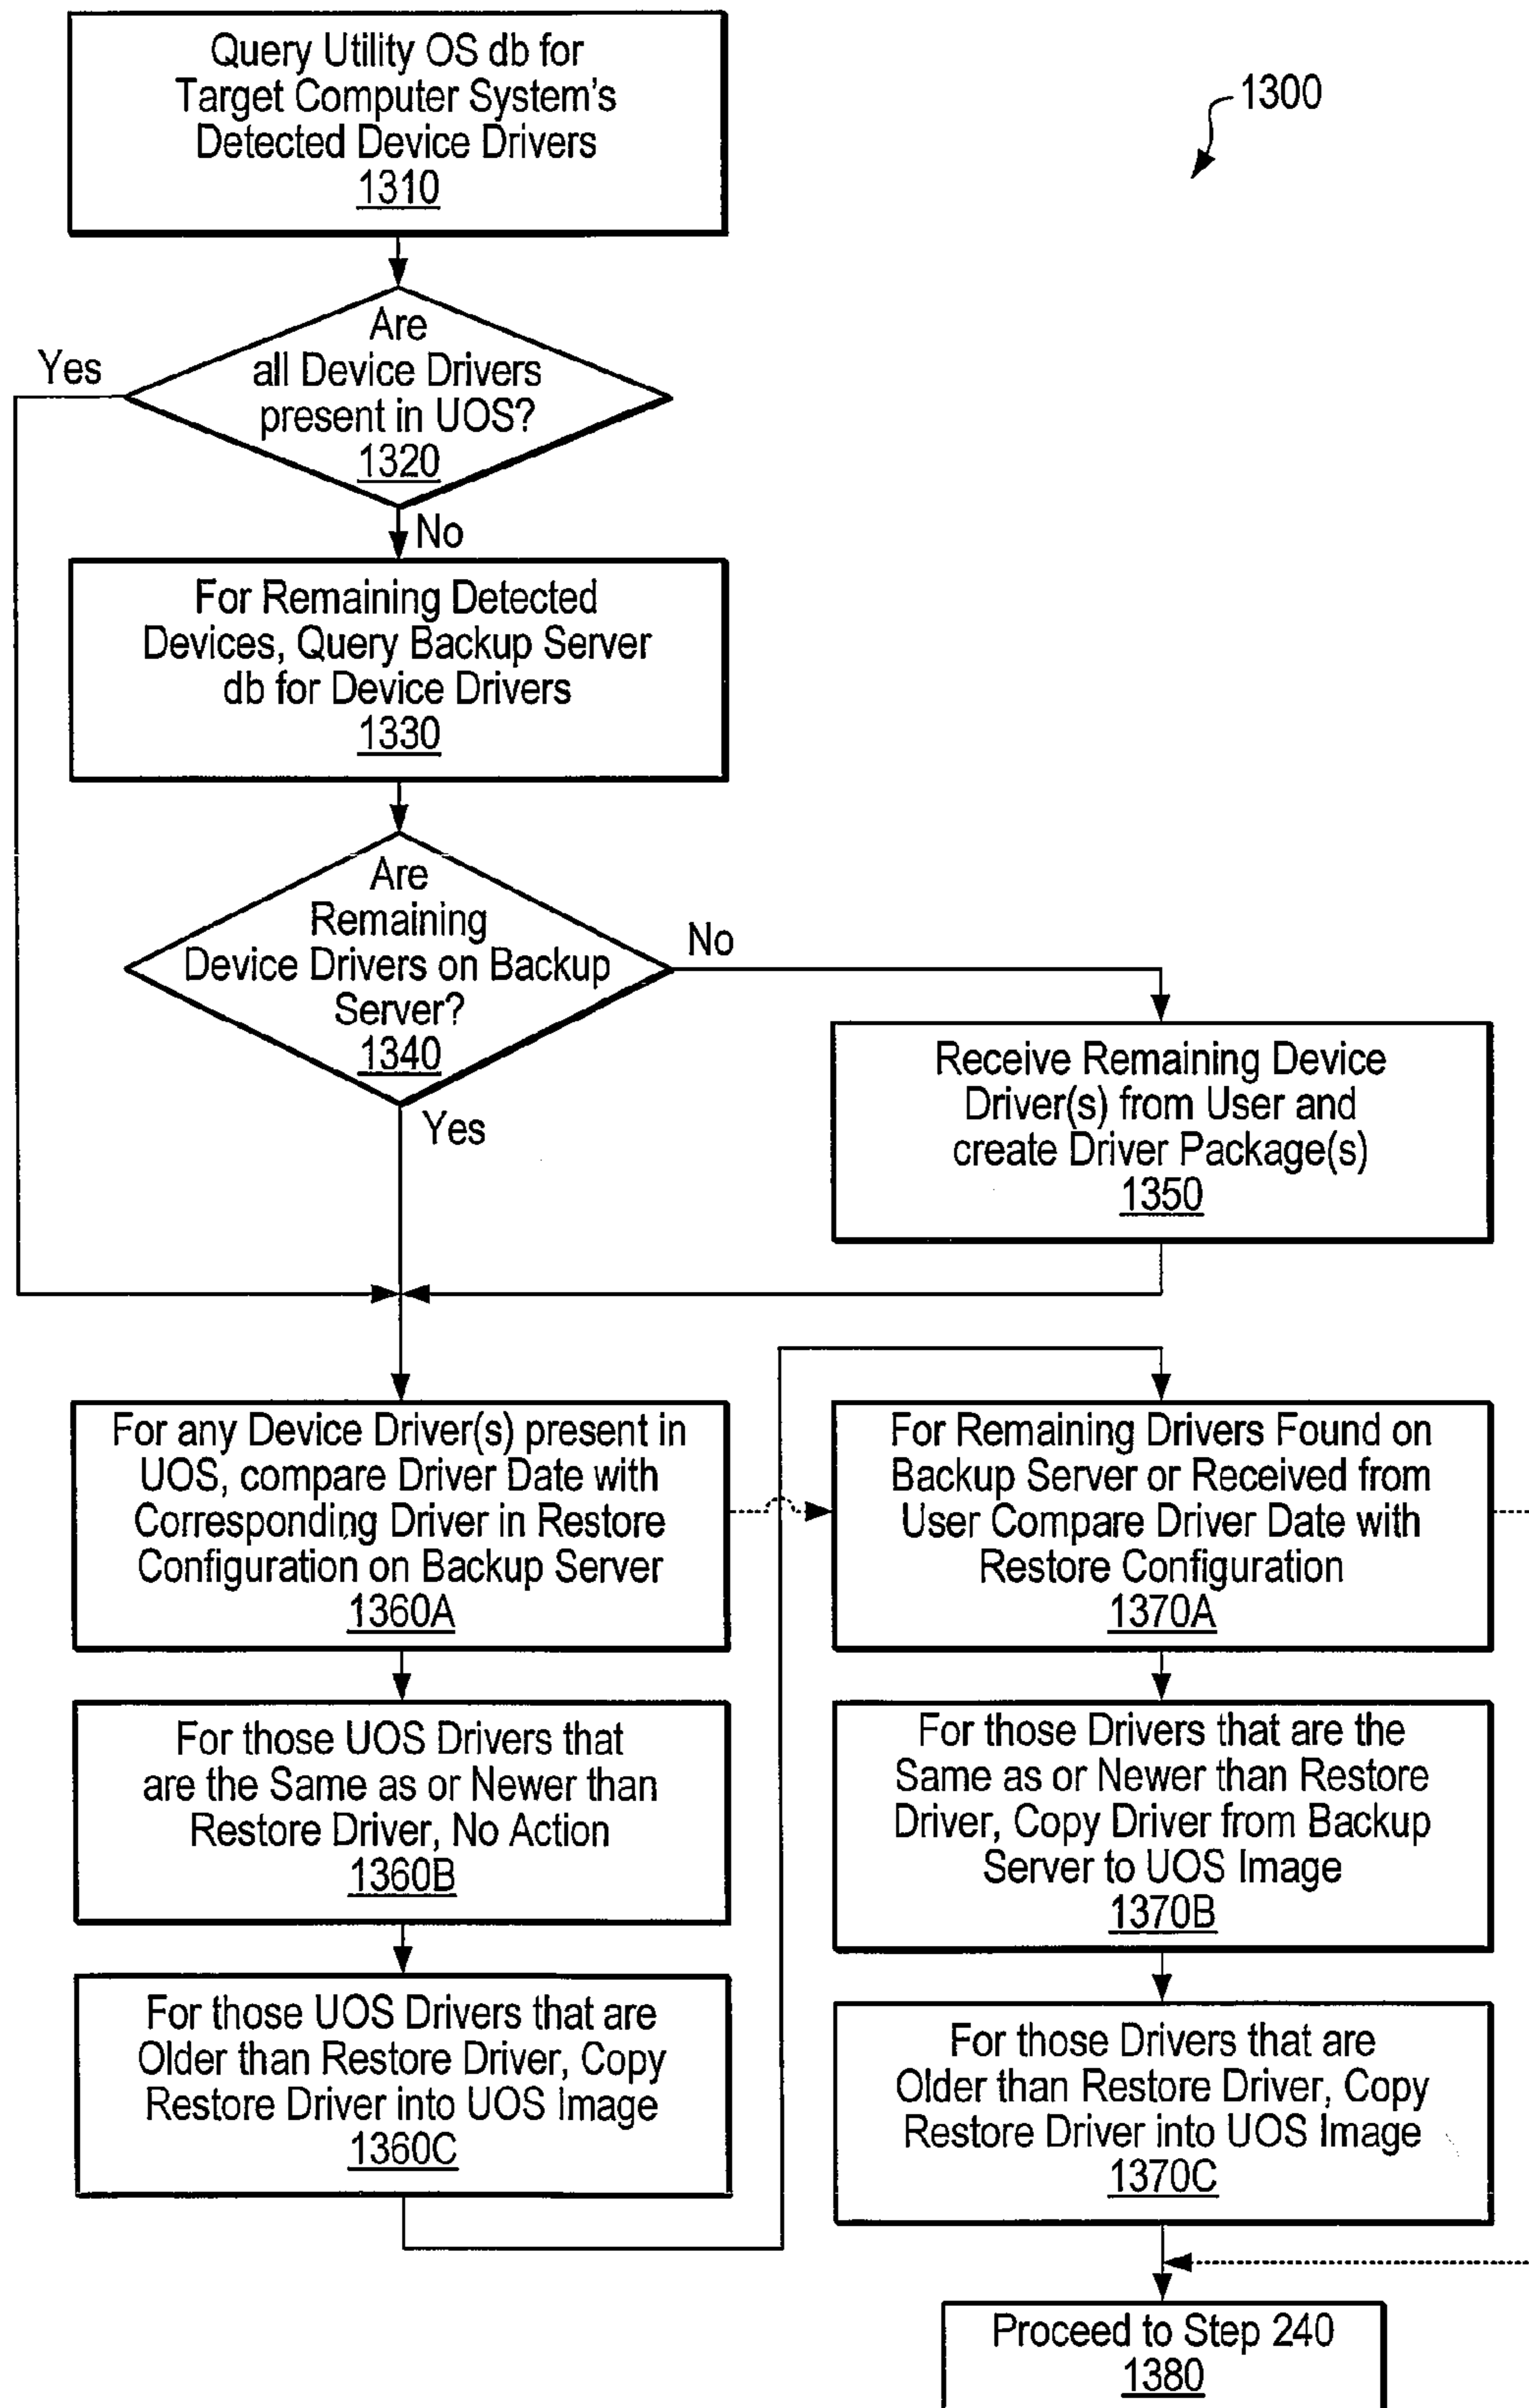 Query Utility OS db for
Target Computer System's
Detected Device Drivers
1310
1300
Are
all Device Drivers
present in UOS?
1320
Yes
No
For Remaining Detected
Devices, Query Backup Server
db for Device Drivers
1330
Are
Remaining
Device Drivers on Backup
Server?
1340
No
Yes
Receive Remaining Device
Driver(s) from User and
create Driver Package(s)
1350
For any Device Driver(s) present in
UOS, compare Driver Date with
Corresponding Driver in Restore
Configuration on Backup Server
1360A
For those UOS Drivers that
are the Same as or Newer than
Restore Driver, No Action
1360B
For those UOS Drivers that are
Older than Restore Driver, Copy
Restore Driver into UOS Image
1360C
For Remaining Drivers Found on
Backup Server or Received from
User Compare Driver Date with
Restore Configuration
1370A
For those Drivers that are the
Same as or Newer than Restore
Driver, Copy Driver from Backup
Server to UOS Image
1370B
For those Drivers that are
Older than Restore Driver, Copy
Restore Driver into UOS Image
1370C
Proceed to Step 240
1380